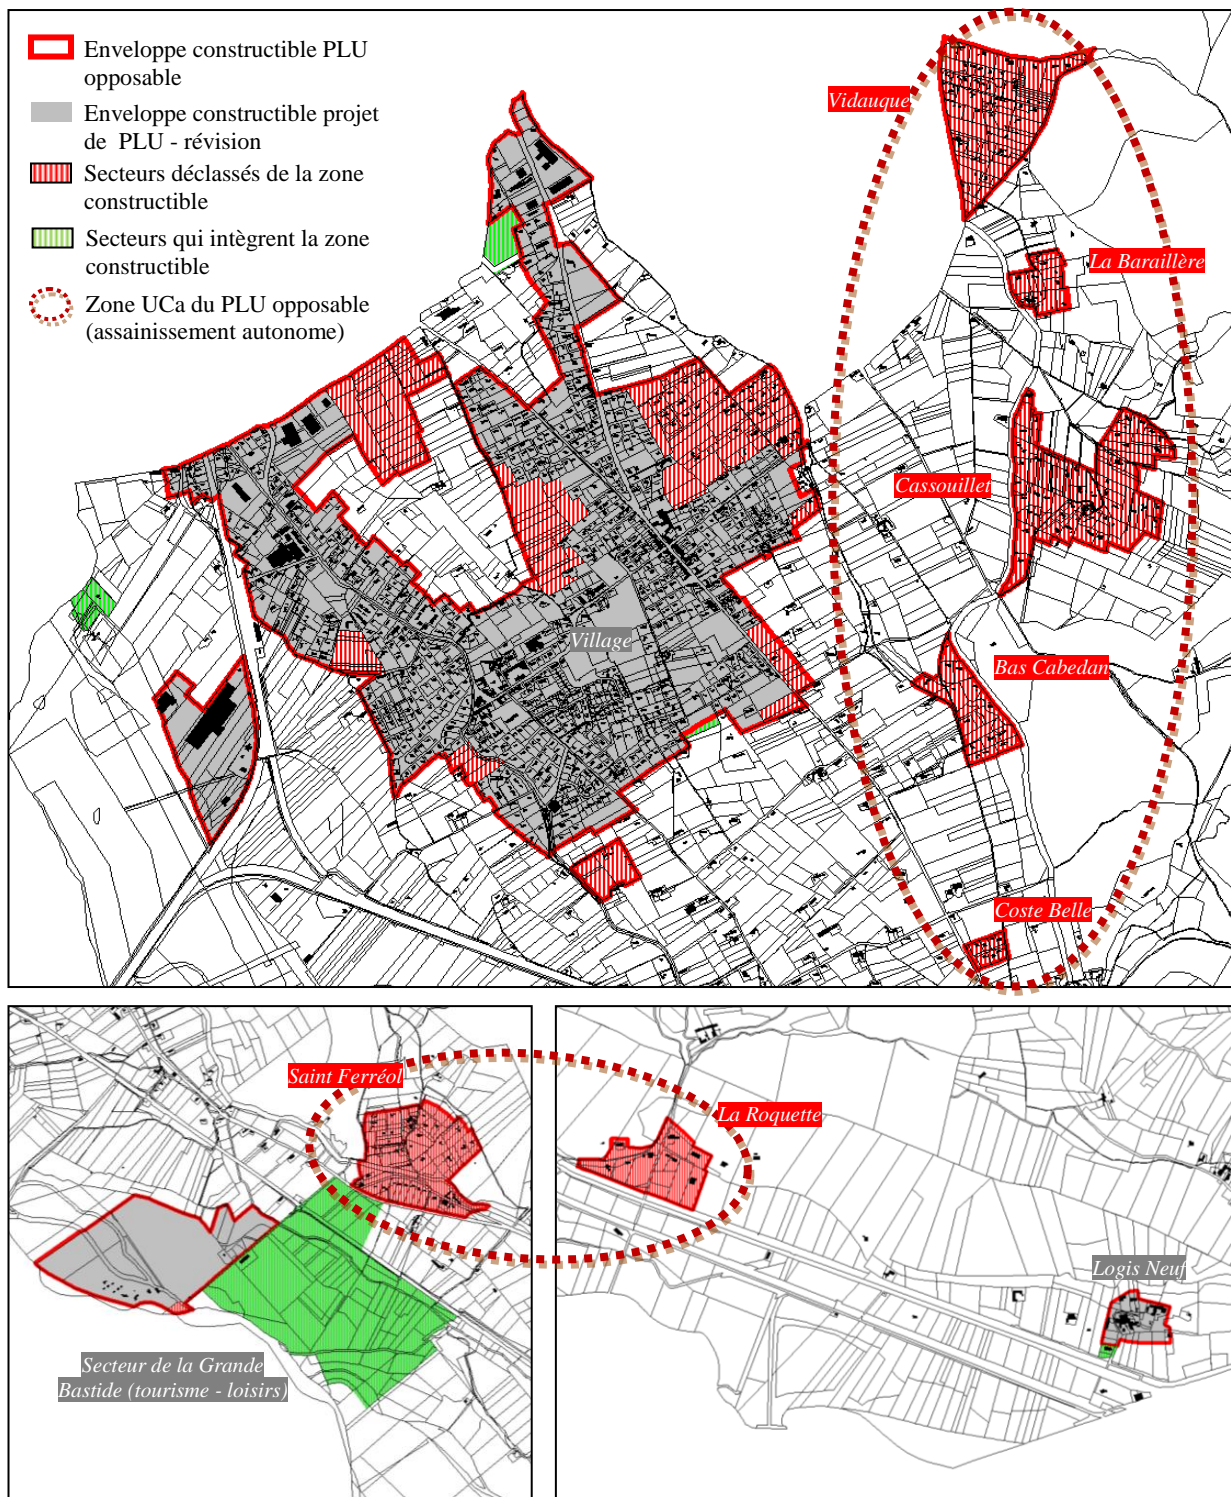 Enveloppe constructible PLU
opposable
Enveloppe constructible projet
de PLU - révision
Secteurs déclassés de la zone
constructible
Secteurs qui intègrent la zone
constructible
Zone UCa du PLU opposable
(assainissement autonome)
Vidauque
La Baraillère
Cassouillet
Village
Bas Cabedan
Coste Belle
Saint Ferréol
La Roquette
Logis Neuf
Secteur de la Grande
Bastide (tourisme - loisirs)